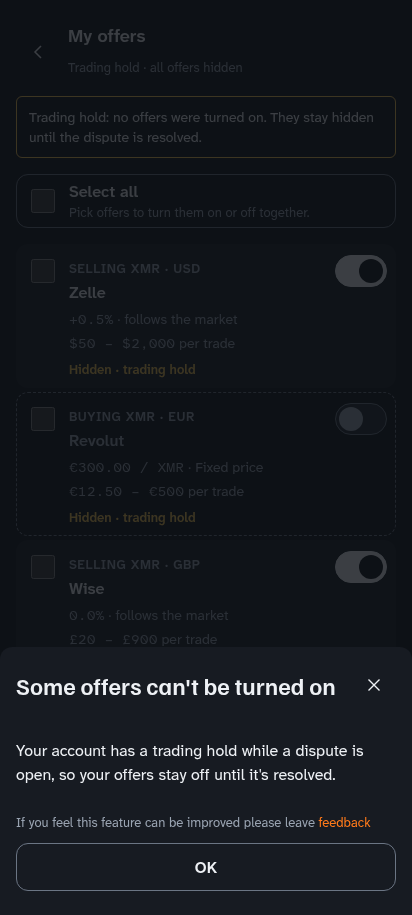 My offers
Trading hold · all offers hidden
Trading hold: no offers were turned on. They stay hidden
until the dispute is resolved.
Select all
Pick offers to turn them on or off together.
SELLING XMR · USD
Zelle
+0.5% · follows the market
$50 – $2,000 per trade
Hidden · trading hold
BUYING XMR · EUR
Revolut
€300.00 / XMR · Fixed price
€12.50 – €500 per trade
Hidden · trading hold
SELLING XMR · GBP
Wise
0.0% · follows the market
£20 – £900 per trade
Some offers can't be turned on
Your account has a trading hold while a dispute is
open, so your offers stay off until it's resolved.
If you feel this feature can be improved please leave feedback
OK